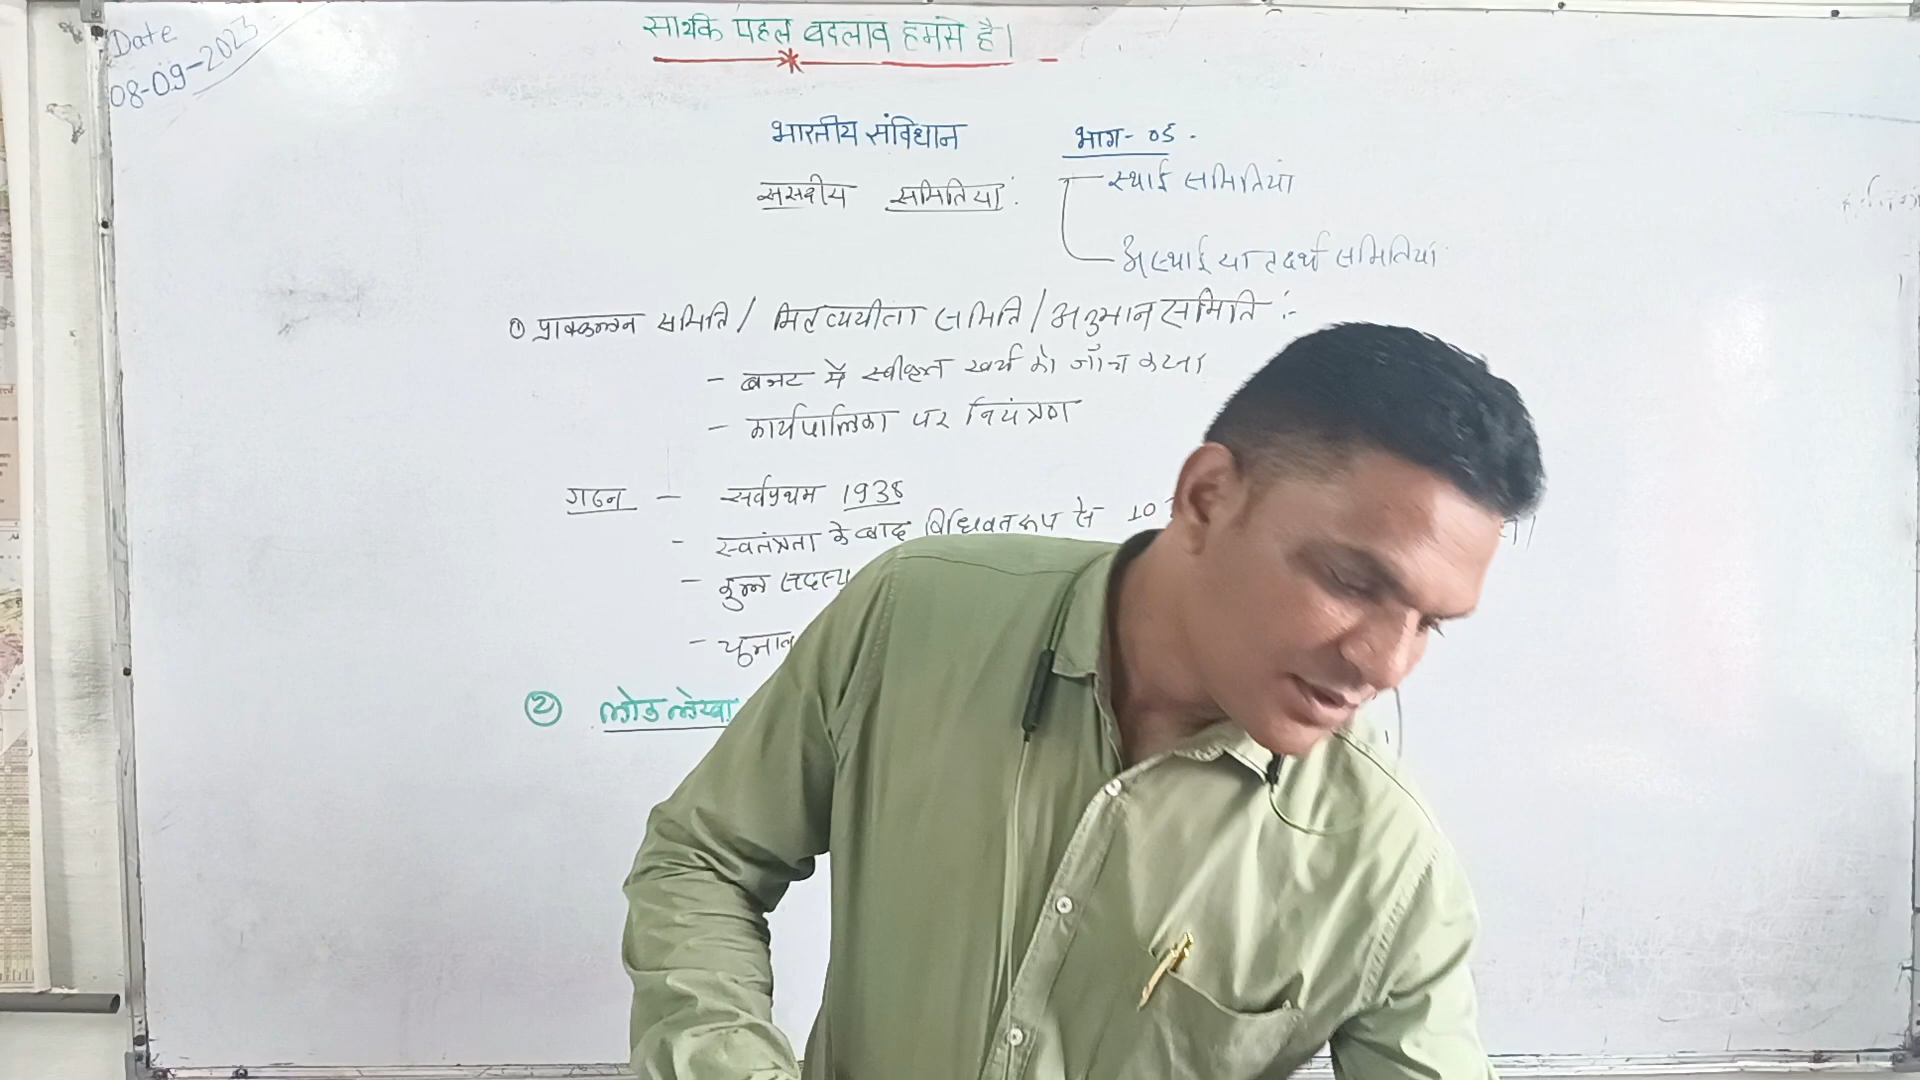 Date
08-09-2023
सार्थक पहल बदलाव हमसे है।
भारतीय संविधान भाग- 05.
संसदीय समितियां: स्थाई समितियां
अस्थाई या तदर्थ समितियां
① प्राक्कलन समिति / मितव्ययीता समिति / अनुमान समिति :-
- बजट में स्वीकृत खर्च की जाँच करना
- कार्यपालिका पर नियंत्रण
गठन - सर्वप्रथम 1938
- स्वतंत्रता के बाद विधिवत रूप से 10
- कुल सदस्य
- चुनाव
② लोक लेखा